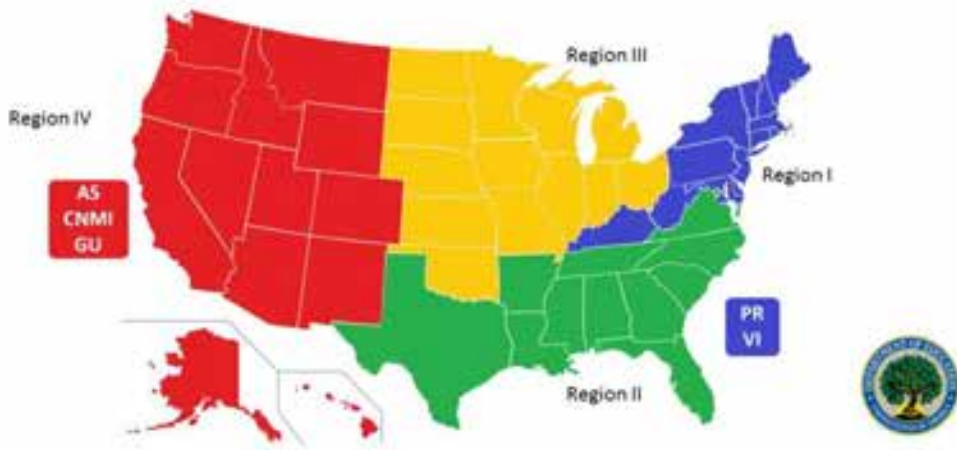 Region III
Region IV
Region I
AS
CNMI
GU
PR
VI
Region II